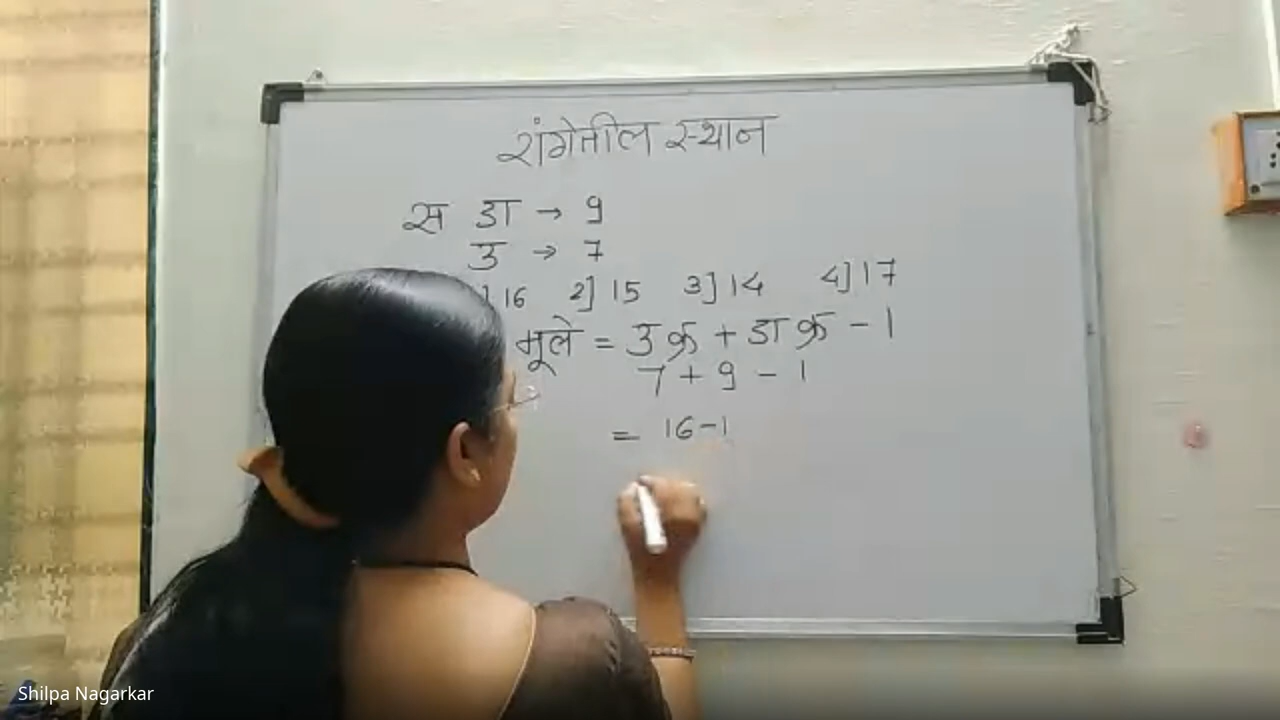 रांगेतील स्थान
स डा → 9
उ → 7
] 16 2] 15 3] 14 4] 17
मूले = उ क्र + डा क्र - 1
7 + 9 - 1
= 16-1
Shilpa Nagarkar